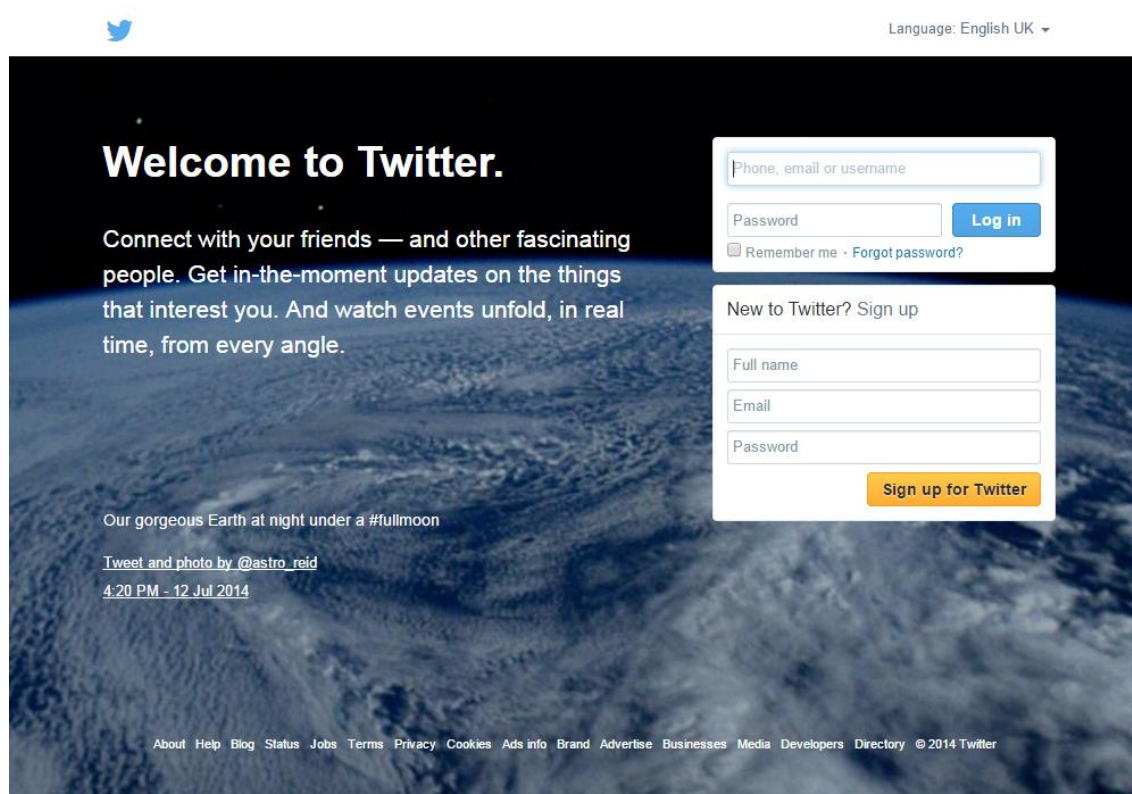 Language: English UK
Welcome to Twitter.
Connect with your friends — and other fascinating
people. Get in-the-moment updates on the things
that interest you. And watch events unfold, in real
time, from every angle.
Phone, email or username
Password
Log in
Remember me · Forgot password?
New to Twitter? Sign up
Full name
Email
Password
Sign up for Twitter
Our gorgeous Earth at night under a #fullmoon
Tweet and photo by @astro_reid
4:20 PM - 12 Jul 2014
About Help Blog Status Jobs Terms Privacy Cookies Ads info Brand Advertise Businesses Media Developers Directory © 2014 Twitter